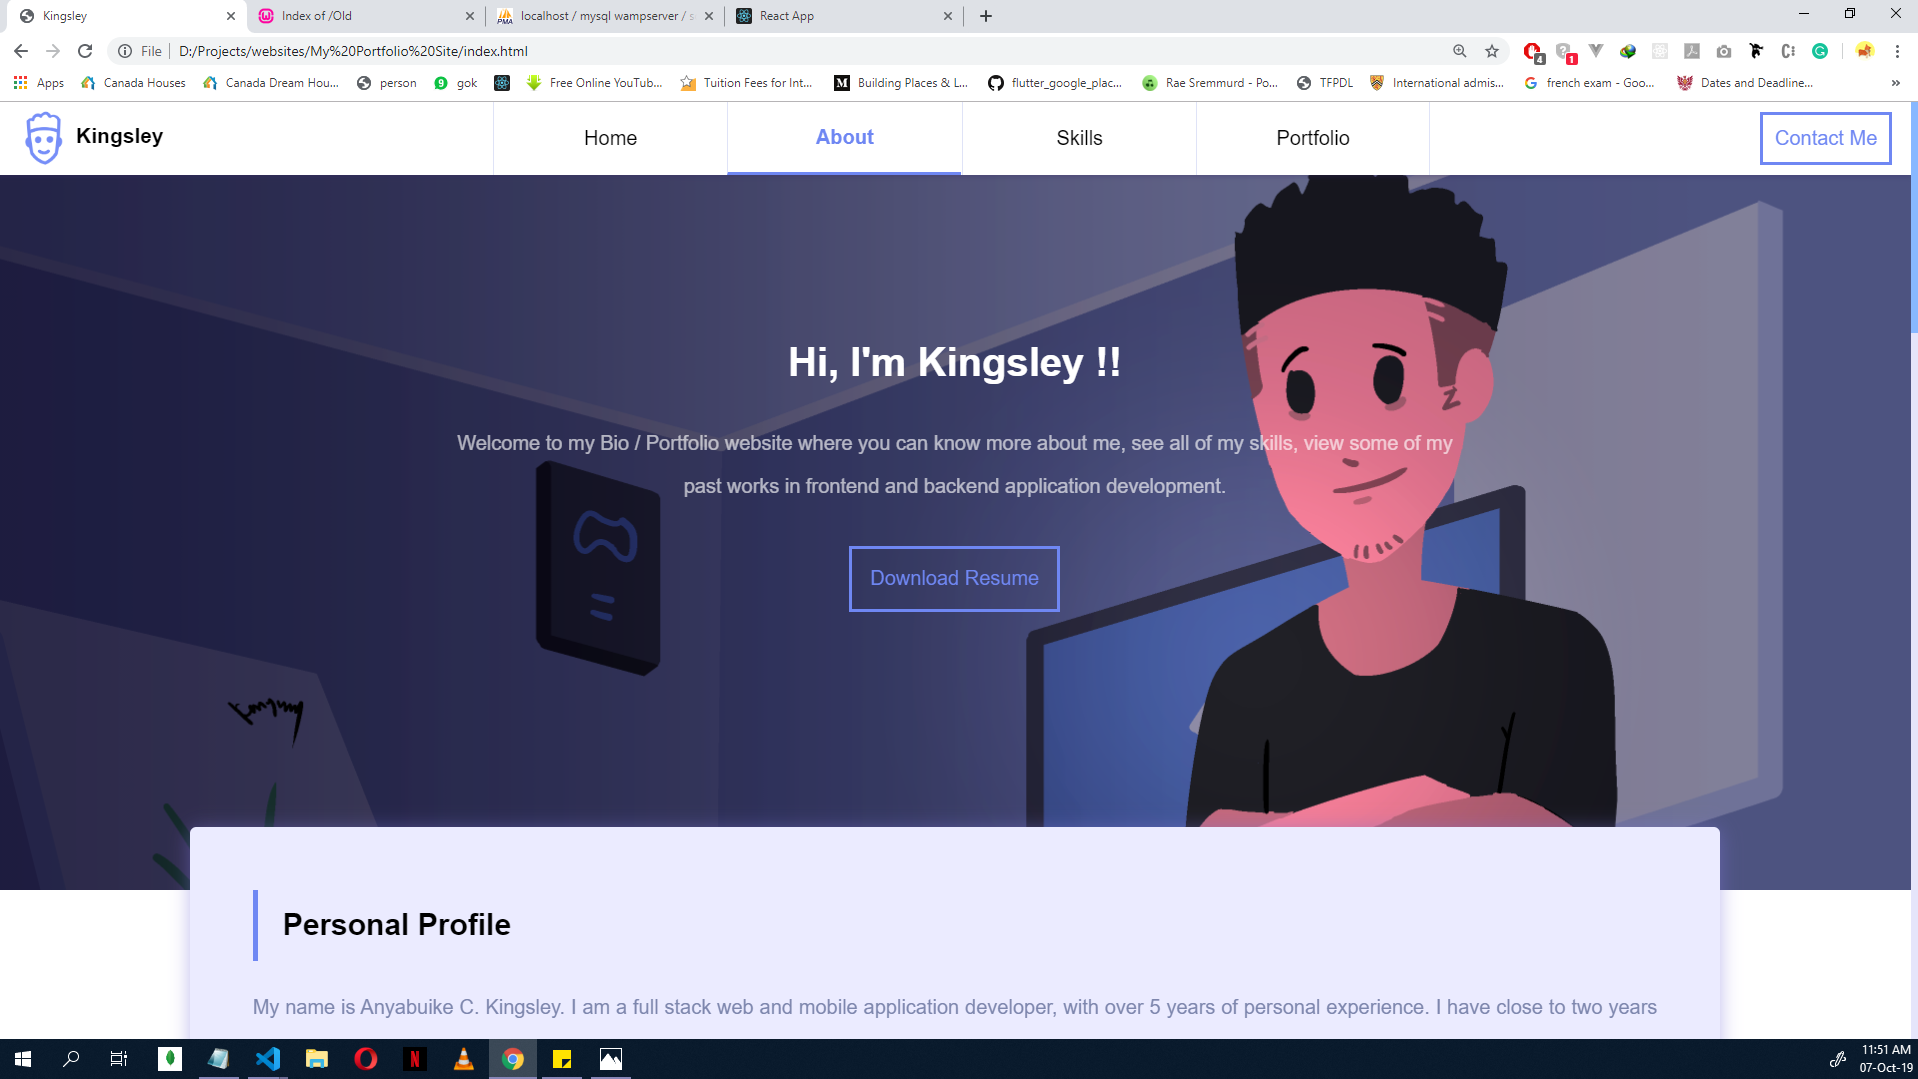 Kingsley
Index of /Old
localhost / mysql wampserver / s
React App
File
D:/Projects/websites/My%20Portfolio%20Site/index.html
4
1
Apps
Canada Houses
Canada Dream Hou...
person
9
gok
Free Online YouTub...
Tuition Fees for Int...
M
Building Places & L...
flutter_google_plac...
Rae Sremmurd - Po...
TFPDL
International admis...
G
french exam - Goo...
Dates and Deadline...
»
Kingsley
Home
About
Skills
Portfolio
Contact Me
Hi, I'm Kingsley !!
Welcome to my Bio / Portfolio website where you can know more about me, see all of my skills, view some of my
past works in frontend and backend application development.
Download Resume
Personal Profile
My name is Anyabuike C. Kingsley. I am a full stack web and mobile application developer, with over 5 years of personal experience. I have close to two years
N
11:51 AM
07-Oct-19